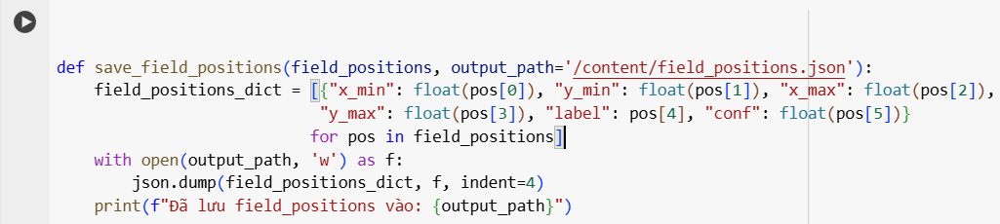 def save_field_positions(field_positions, output_path='/content/field_positions.json'):
    field_positions_dict = [{"x_min": float(pos[0]), "y_min": float(pos[1]), "x_max": float(pos[2]),
                            "y_max": float(pos[3]), "label": pos[4], "conf": float(pos[5])}
                           for pos in field_positions]
    with open(output_path, 'w') as f:
        json.dump(field_positions_dict, f, indent=4)
    print(f"Đã lưu field_positions vào: {output_path}")